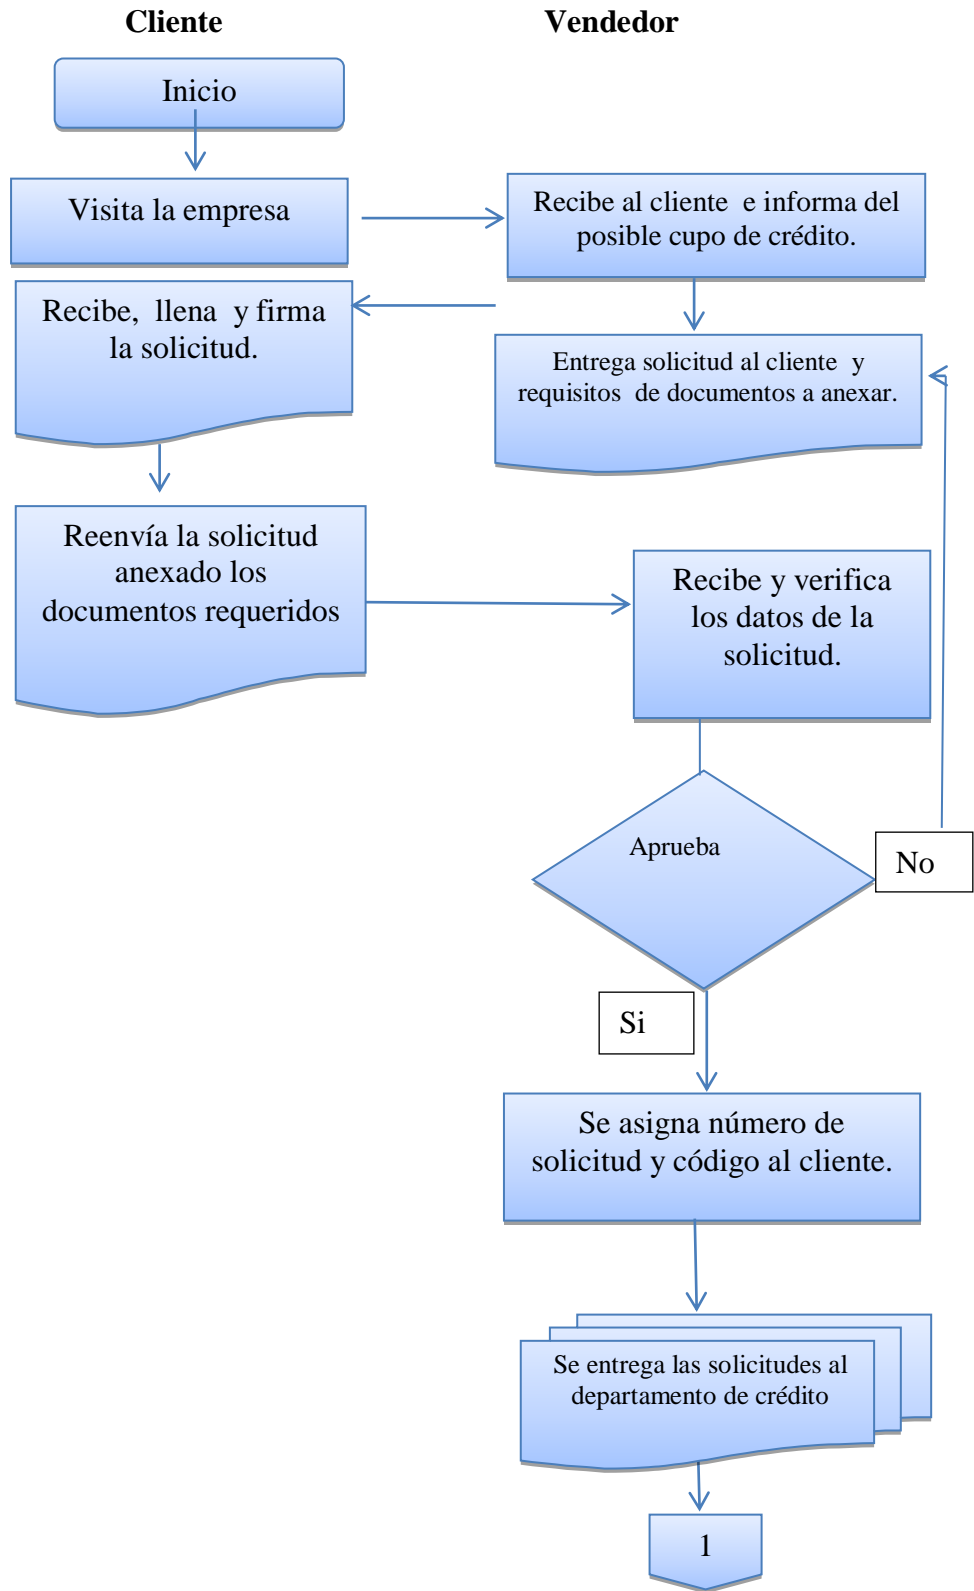 Cliente
Vendedor
Inicio
Visita la empresa
Recibe al cliente e informa del
posible cupo de crédito.
Recibe, llena y firma
la solicitud.
Entrega solicitud al cliente y
requisitos de documentos a anexar.
Reenvía la solicitud
anexado los
documentos requeridos
Recibe y verifica
los datos de la
solicitud.
Aprueba
No
Si
Se asigna número de
solicitud y código al cliente.
Se entrega las solicitudes al
departamento de crédito
1